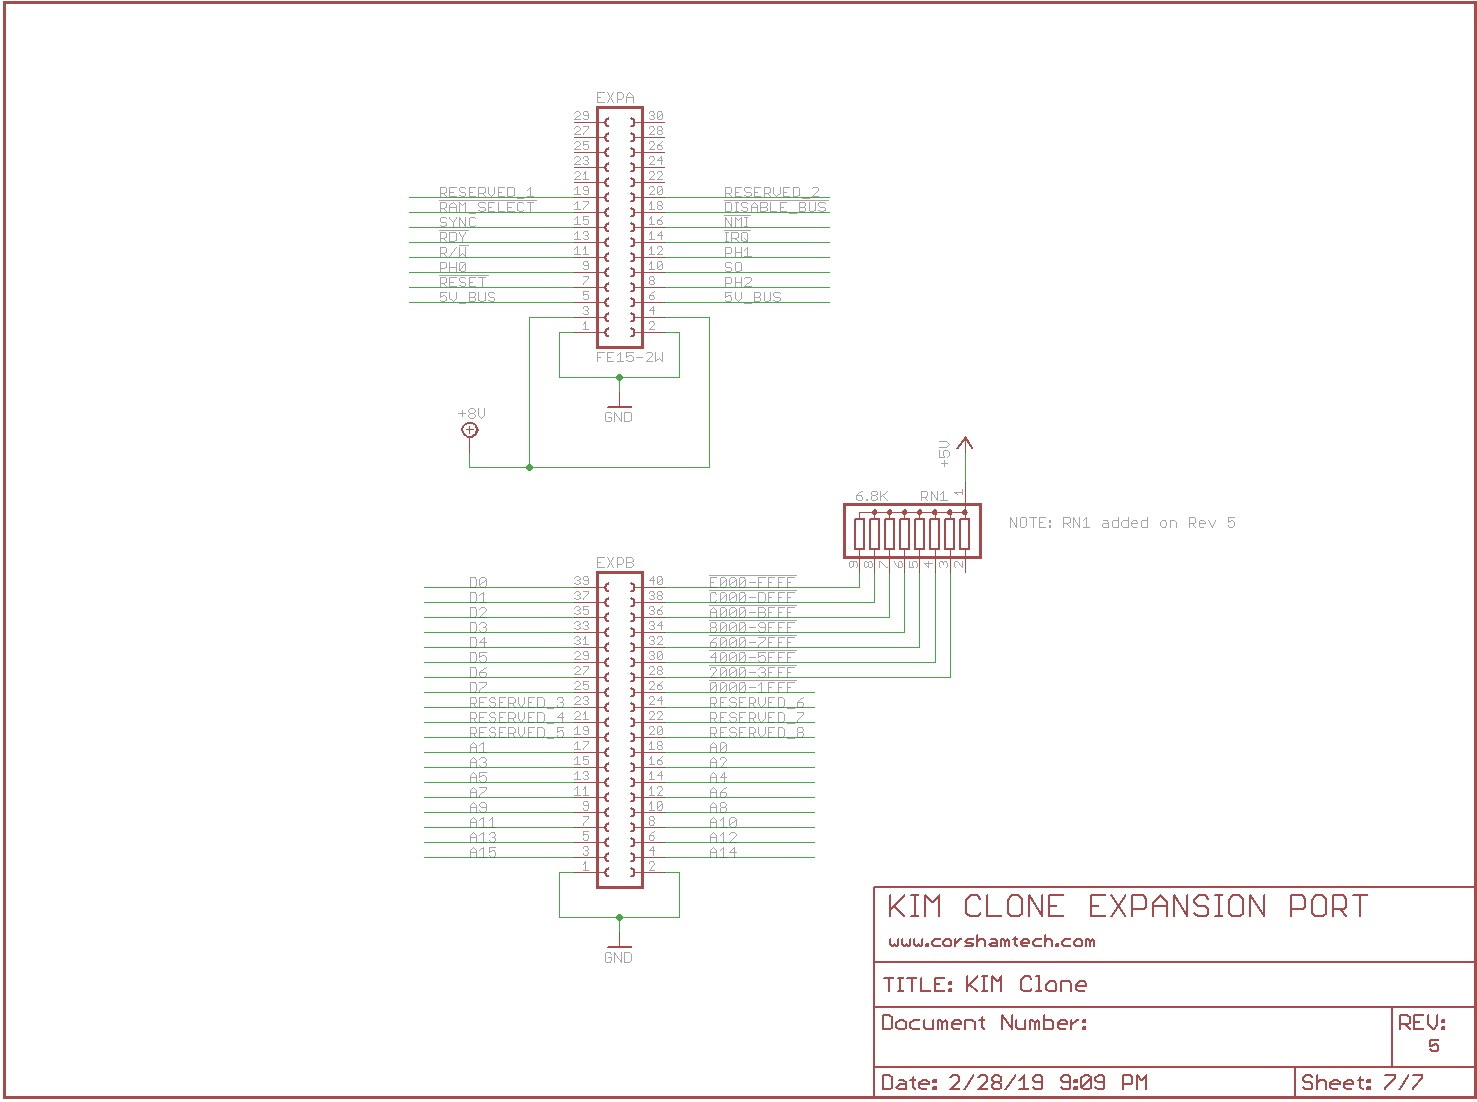 EXPA
29 30
27 28
25 26
23 24
21 22
RESERVED_1 19 20 RESERVED_2
RAM_SELECT 17 18 DISABLE_BUS
SYNC 15 16 NMI
RDY 13 14 IRQ
R/W 11 12 PH1
PH0 9 10 SO
RESET 7 8 PH2
5V_BUS 5 6 5V_BUS
3 4
1 2
FE15-2W
GND
+8V
+5V
6.8K RN1 1
NOTE: RN1 added on Rev 5
9 8 7 6 5 4 3 2
EXPB
D0 39 40 F000-FFFF
D1 37 38 C000-DFFF
D2 35 36 A000-BFFF
D3 33 34 8000-9FFF
D4 31 32 6000-7FFF
D5 29 30 4000-5FFF
D6 27 28 2000-3FFF
D7 25 26 0000-1FFF
RESERVED_3 23 24 RESERVED_6
RESERVED_4 21 22 RESERVED_7
RESERVED_5 19 20 RESERVED_8
A1 17 18 A0
A3 15 16 A2
A5 13 14 A4
A7 11 12 A6
A9 9 10 A8
A11 7 8 A10
A13 5 6 A12
A15 3 4 A14
1 2
GND
KIM CLONE EXPANSION PORT
www.corshamtech.com
TITLE: KIM Clone
Document Number:
REV:
5
Date: 2/28/19 9:09 PM
Sheet: 7/7